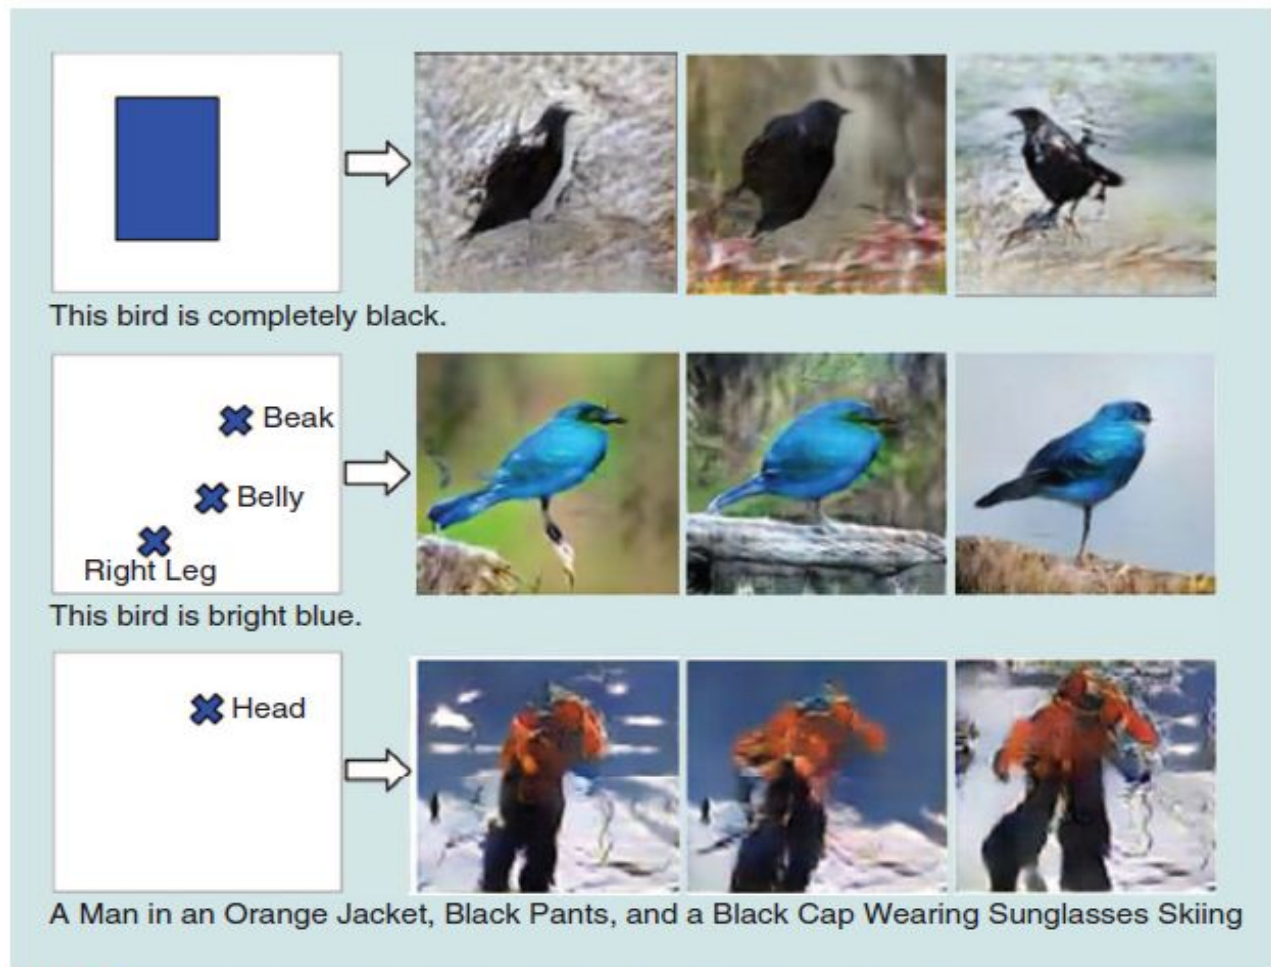 This bird is completely black.
Beak
Belly
Right Leg
This bird is bright blue.
Head
A Man in an Orange Jacket, Black Pants, and a Black Cap Wearing Sunglasses Skiing